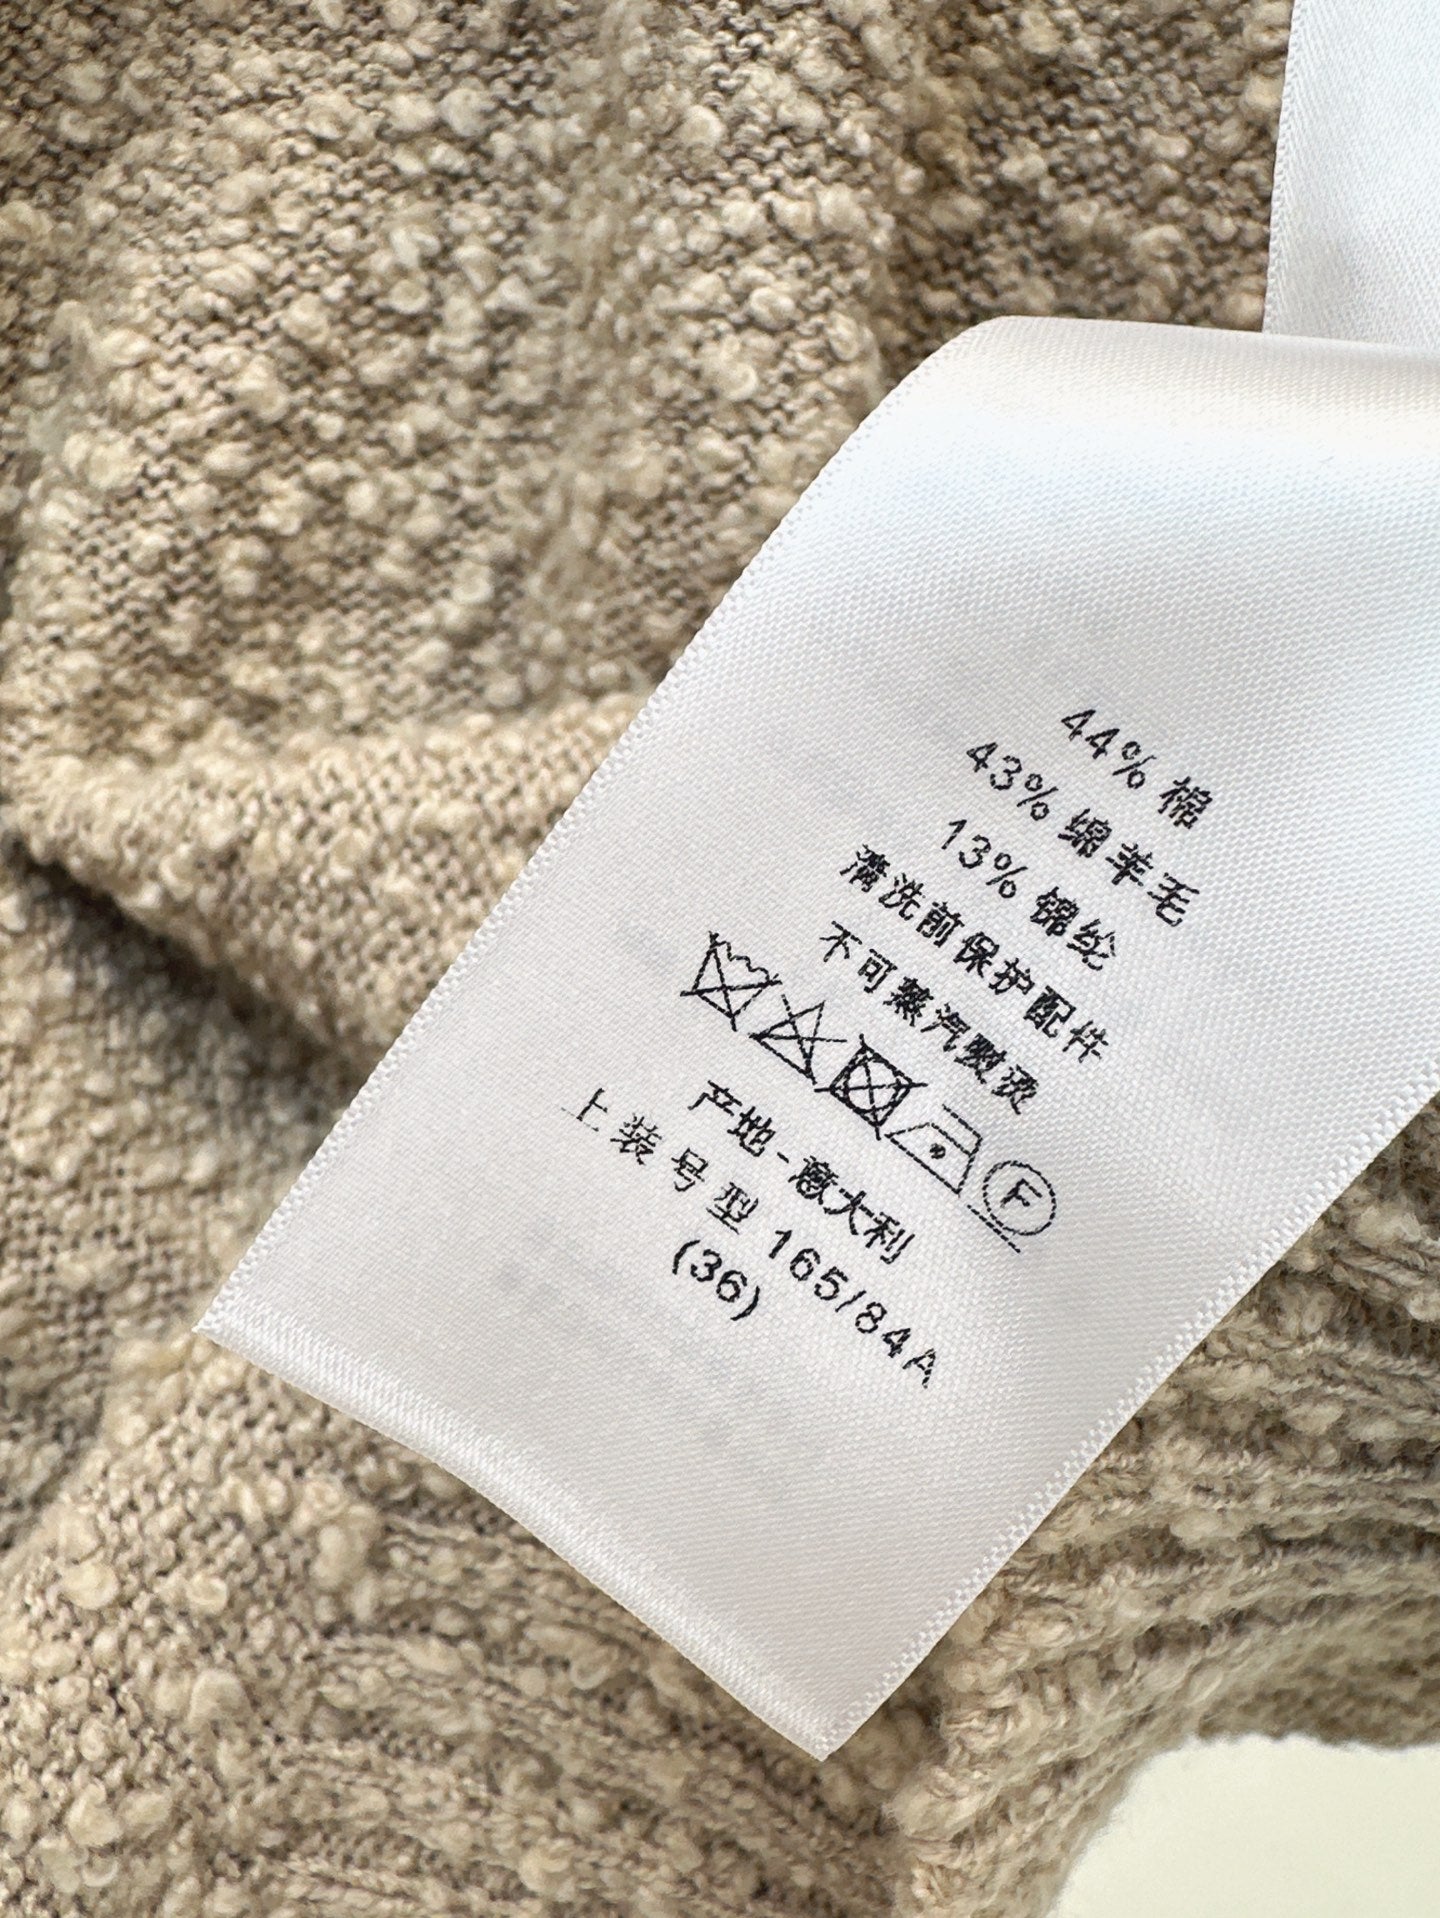 44% 棉
43% 绵羊毛
13% 锦纶
清洗前保护配件
不可蒸汽熨烫
F
产地-意大利
上装号型 165/84A
(36)